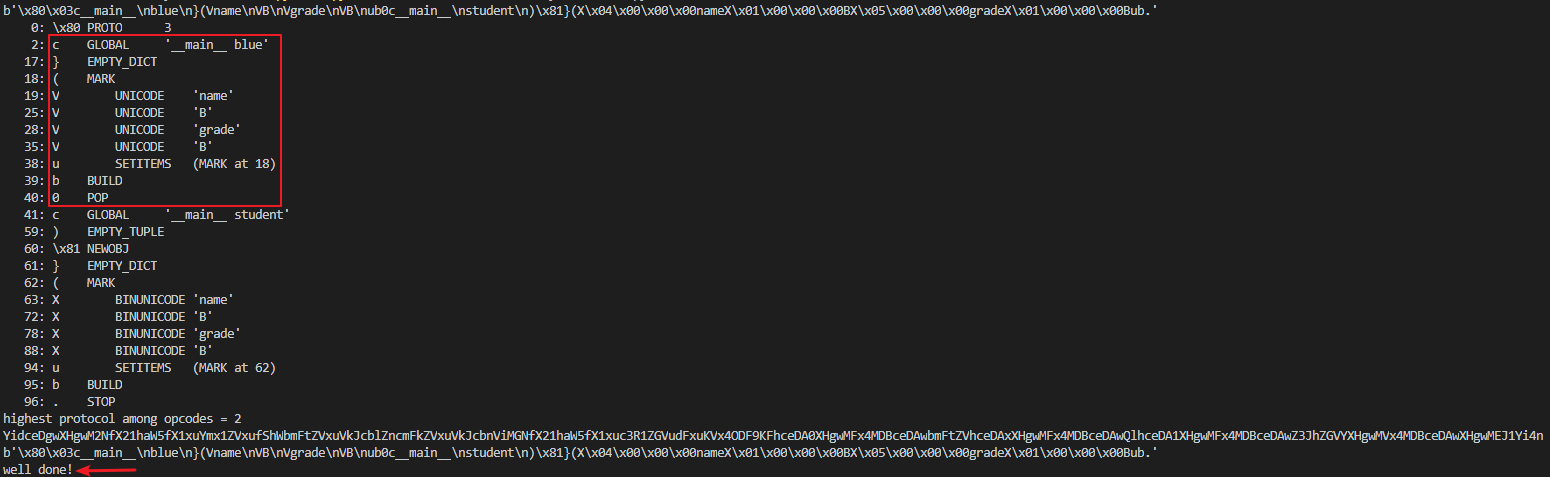 b'\x80\x03c__main__\nblue\n}(Vname\nVB\nVgrade\nVB\nub0c__main__\nstudent\n)\x81}(X\x04\x00\x00\x00nameX\x01\x00\x00\x00BX\x05\x00\x00\x00gradeX\x01\x00\x00\x00Bub.'
0: \x80 PROTO 3
2: c GLOBAL '__main__ blue'
17: } EMPTY_DICT
18: ( MARK
19: V UNICODE 'name'
25: V UNICODE 'B'
28: V UNICODE 'grade'
35: V UNICODE 'B'
38: u SETITEMS (MARK at 18)
39: b BUILD
40: 0 POP
41: c GLOBAL '__main__ student'
59: ) EMPTY_TUPLE
60: \x81 NEWOBJ
61: } EMPTY_DICT
62: ( MARK
63: X BINUNICODE 'name'
72: X BINUNICODE 'B'
78: X BINUNICODE 'grade'
88: X BINUNICODE 'B'
94: u SETITEMS (MARK at 62)
95: b BUILD
96: . STOP
highest protocol among opcodes = 2
b'\x80\x03c__main__\nblue\n}(Vname\nVB\nVgrade\nVB\nub0c__main__\nstudent\n)\x81}(X\x04\x00\x00\x00nameX\x01\x00\x00\x00BX\x05\x00\x00\x00gradeX\x01\x00\x00\x00Bub.'
well done!